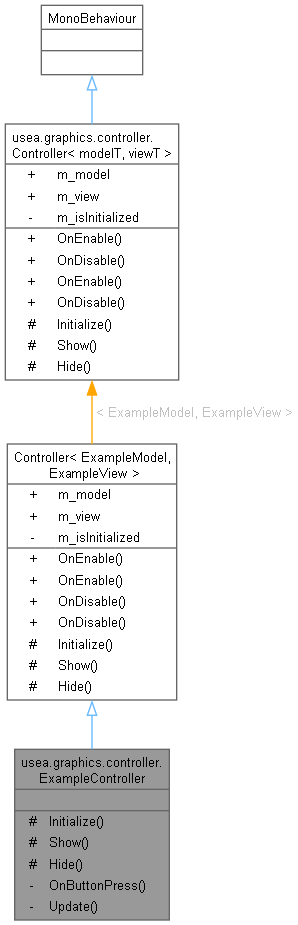 MonoBehaviour
usea.graphics.controller.
Controller< modelT, viewT >
+ m_model
+ m_view
- m_isInitialized
+ OnEnable()
+ OnDisable()
+ OnEnable()
+ OnDisable()
# Initialize()
# Show()
# Hide()
< ExampleModel, ExampleView >
Controller< ExampleModel,
ExampleView >
+ m_model
+ m_view
- m_isInitialized
+ OnEnable()
+ OnEnable()
+ OnDisable()
+ OnDisable()
# Initialize()
# Show()
# Hide()
usea.graphics.controller.
ExampleController
# Initialize()
# Show()
# Hide()
- OnButtonPress()
- Update()